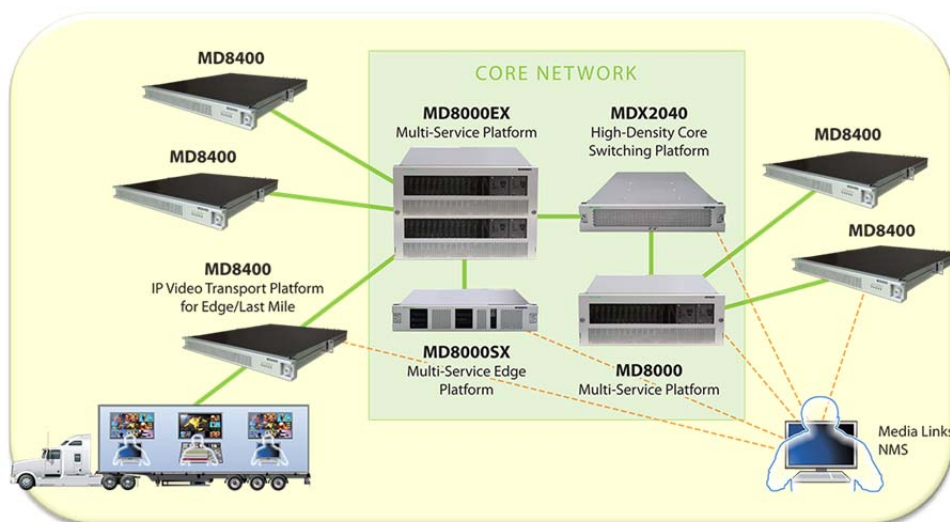 MD8400
CORE NETWORK
MD8000EX
Multi-Service Platform
MDX2040
High-Density Core
Switching Platform
MD8400
MD8400
MD8400
MD8400
IP Video Transport Platform
for Edge/Last Mile
MD8000SX
Multi-Service Edge
Platform
MD8000
Multi-Service Platform
Media Links
NMS